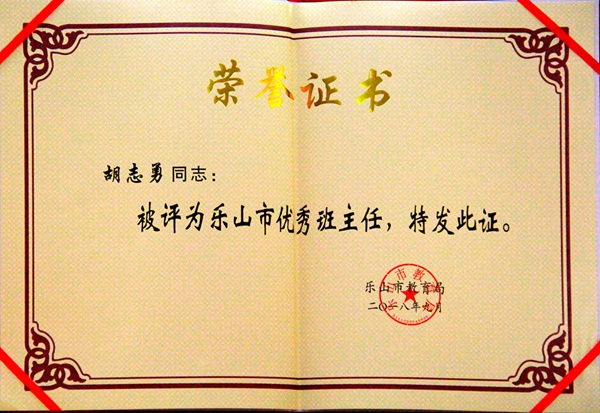 荣誉证书
胡志勇同志：
被评为乐山市优秀班主任，特发此证。
乐山市教育局
二〇一八年九月